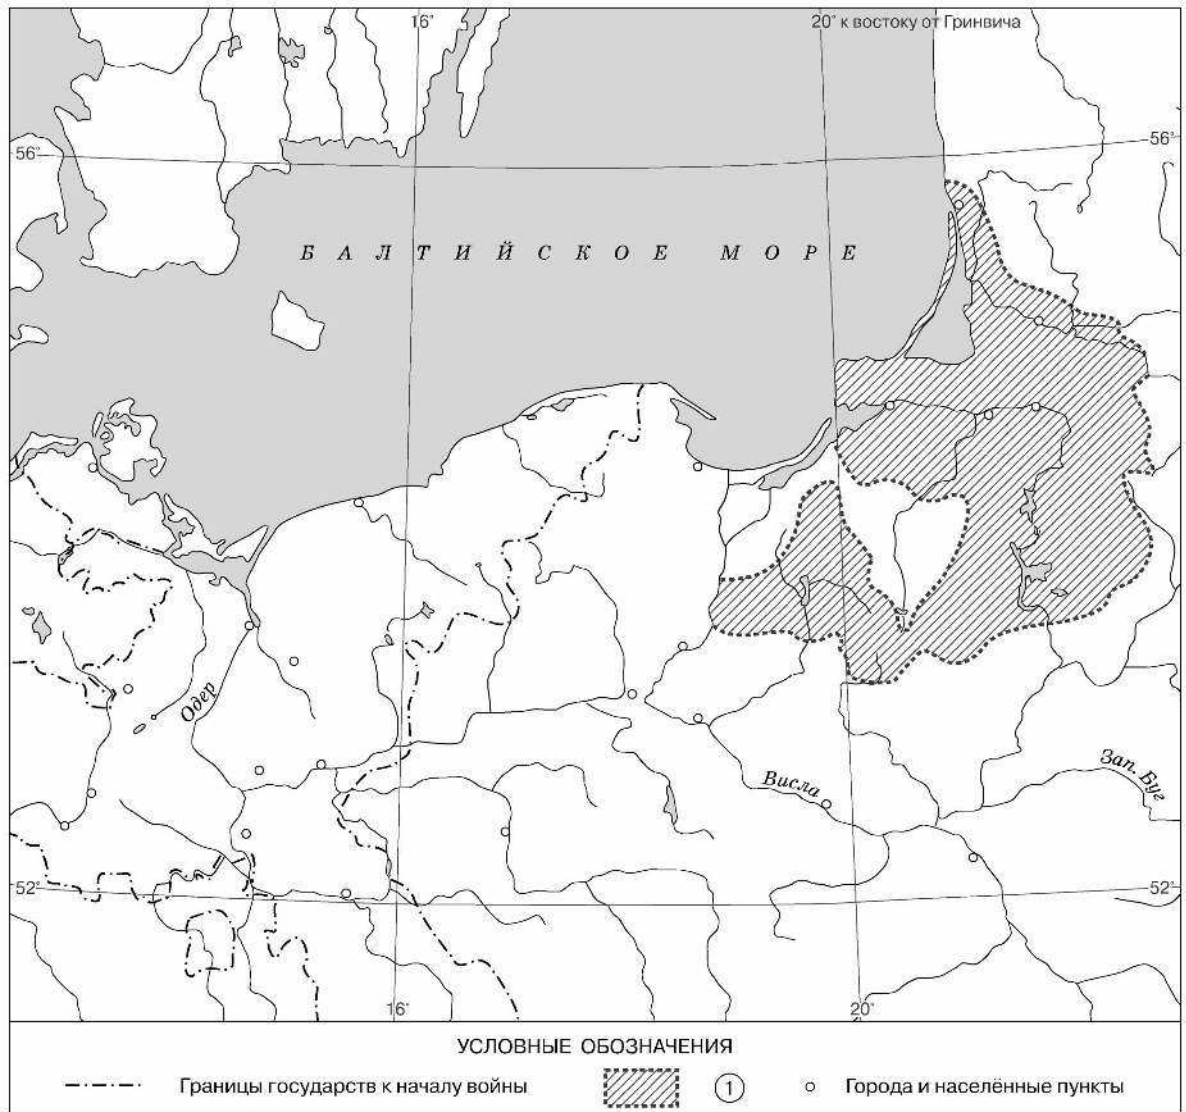 16° 20° к востоку от Гринвича
56° 56°
БАЛТИЙСКОЕ МОРЕ
Одер
Висла
Зап. Буг
52° 52°
16° 20°
УСЛОВНЫЕ ОБОЗНАЧЕНИЯ
Границы государств к началу войны 1 Города и населённые пункты